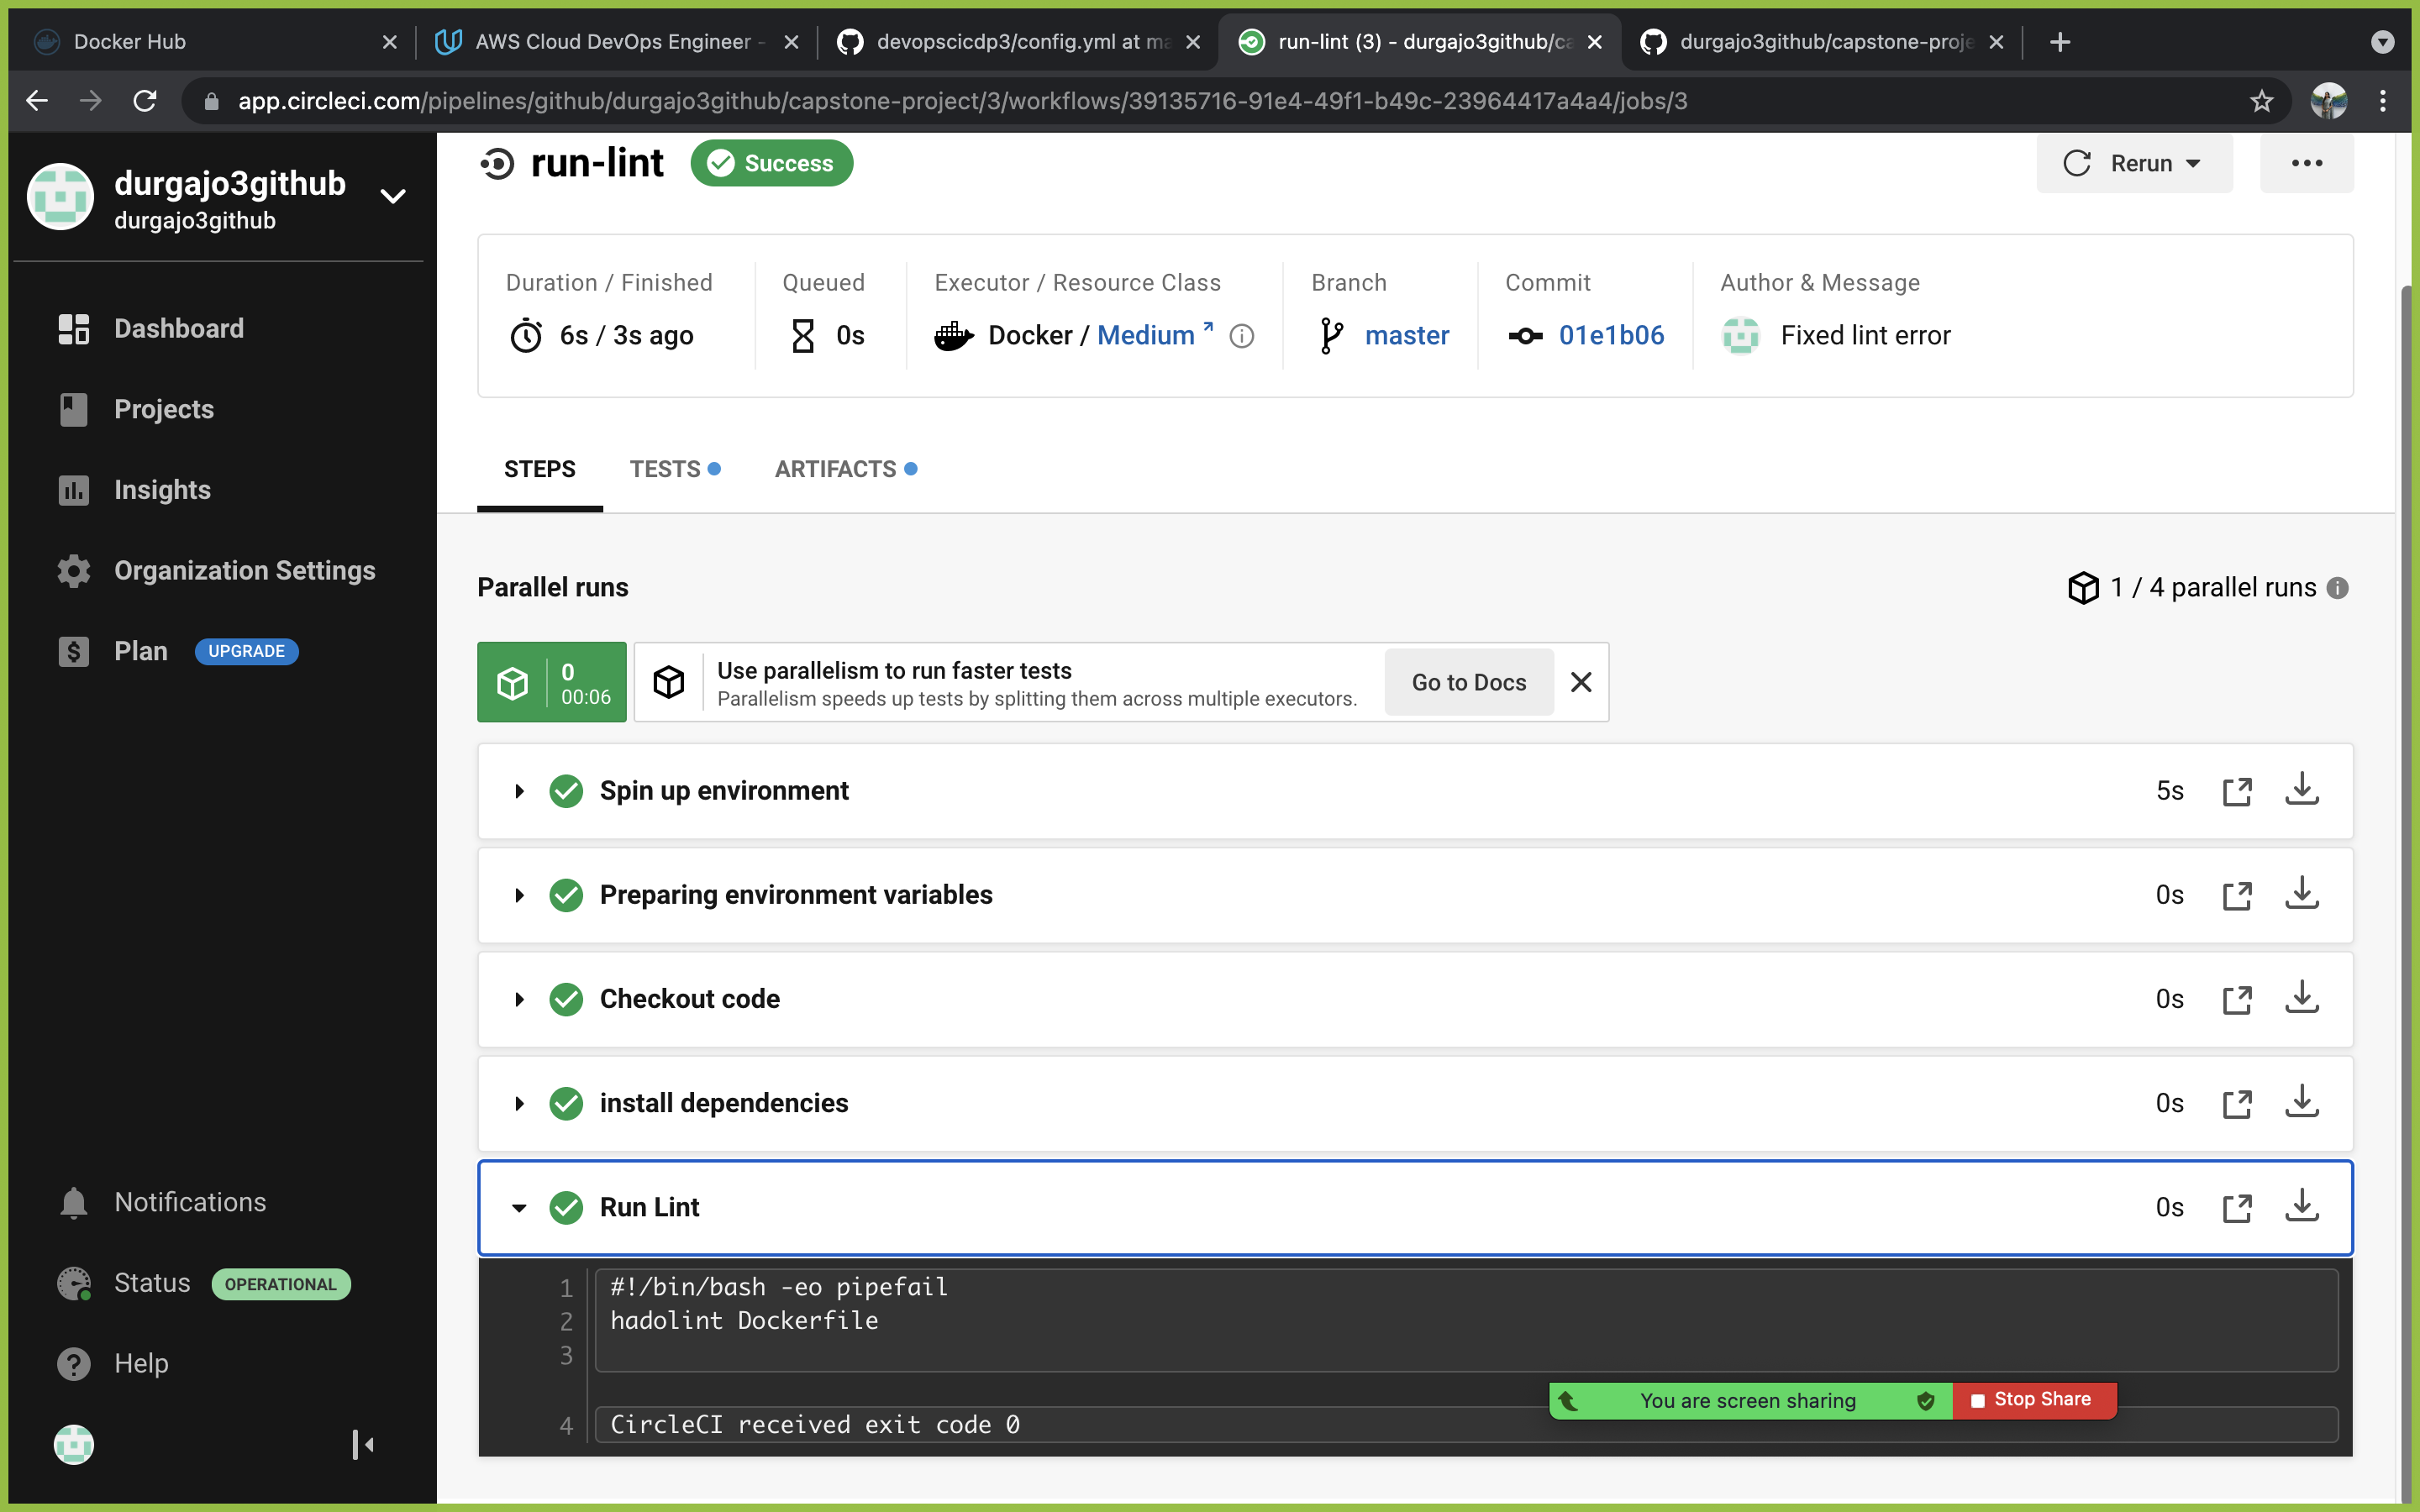 Docker Hub
AWS Cloud DevOps Engineer -
devopscicdp3/config.yml at ma
run-lint (3) - durgajo3github/ca
durgajo3github/capstone-proje
app.circleci.com/pipelines/github/durgajo3github/capstone-project/3/workflows/39135716-91e4-49f1-b49c-23964417a4a4/jobs/3
durgajo3github
durgajo3github
Dashboard
Projects
Insights
Organization Settings
Plan UPGRADE
Notifications
Status OPERATIONAL
Help
run-lint Success
Rerun
Duration / Finished
6s / 3s ago
Queued
0s
Executor / Resource Class
Docker / Medium
Branch
master
Commit
01e1b06
Author & Message
Fixed lint error
STEPS TESTS ARTIFACTS
Parallel runs
1 / 4 parallel runs
0
00:06
Use parallelism to run faster tests
Parallelism speeds up tests by splitting them across multiple executors.
Go to Docs
Spin up environment 5s
Preparing environment variables 0s
Checkout code 0s
install dependencies 0s
Run Lint 0s
1 #!/bin/bash -eo pipefail
2 hadolint Dockerfile
3
4 CircleCI received exit code 0
You are screen sharing Stop Share